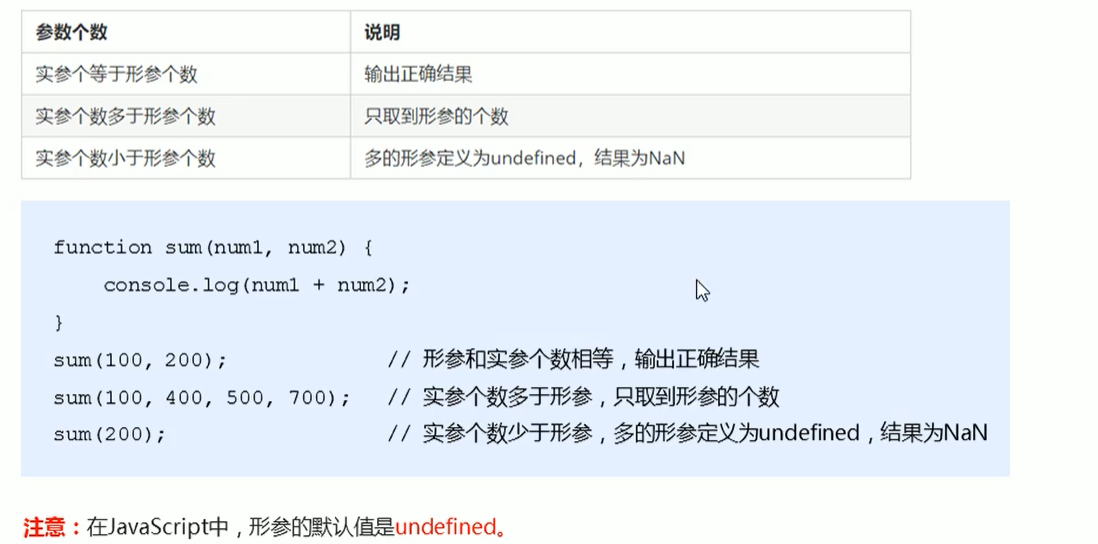 参数个数 说明
实参个等于形参个数 输出正确结果
实参个数多于形参个数 只取到形参的个数
实参个数小于形参个数 多的形参定义为undefined，结果为NaN
function sum(num1, num2) {
console.log(num1 + num2);
}
sum(100, 200); // 形参和实参个数相等，输出正确结果
sum(100, 400, 500, 700); // 实参个数多于形参，只取到形参的个数
sum(200); // 实参个数少于形参，多的形参定义为undefined，结果为NaN
注意：在JavaScript中，形参的默认值是undefined。